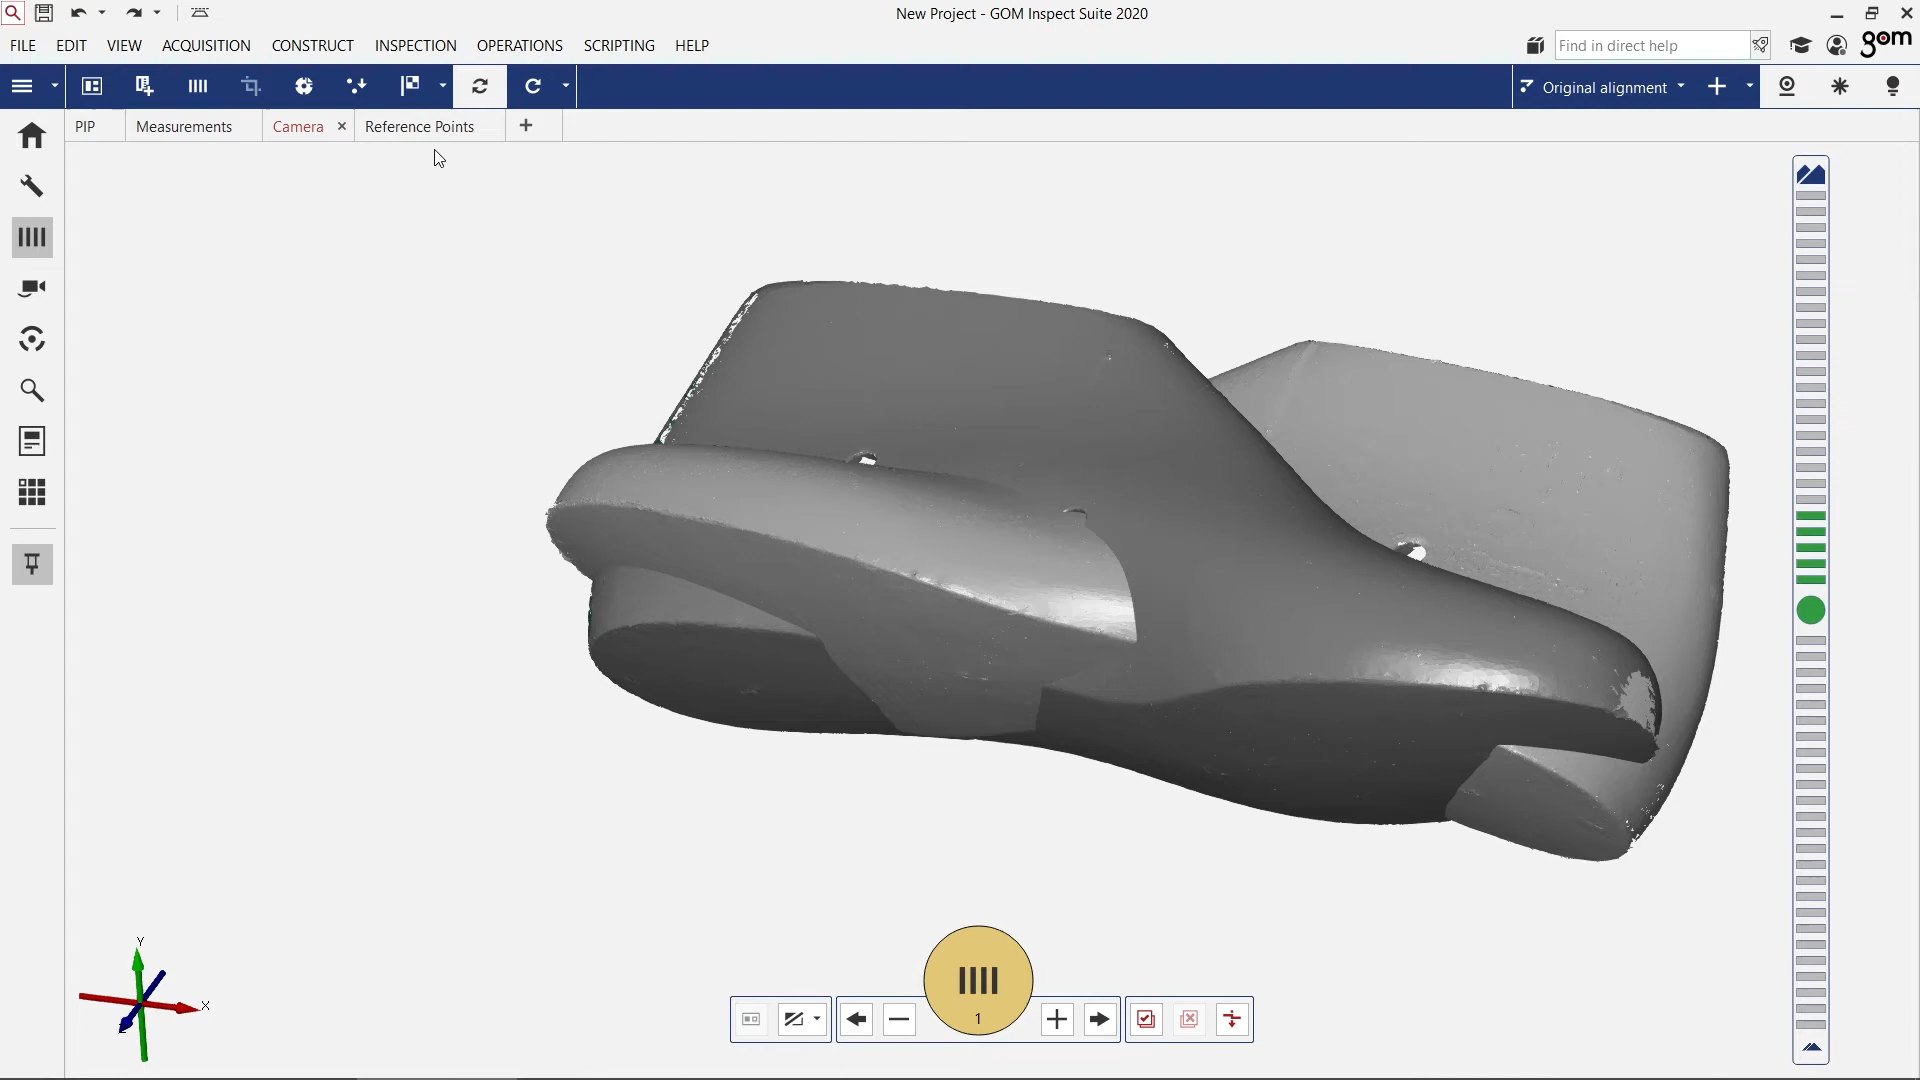 New Project - GOM Inspect Suite 2020
FILE EDIT VIEW ACQUISITION CONSTRUCT INSPECTION OPERATIONS SCRIPTING HELP
Find in direct help
gom
Original alignment
PIP
Measurements
Camera
Reference Points
Y
X
1